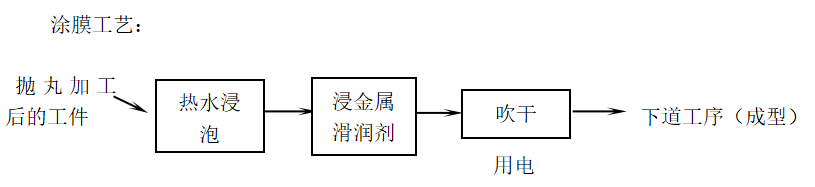 涂膜工艺：
抛丸加工
后的工件
热水浸
泡
浸金属
滑润剂
吹干
下道工序（成型）
用电